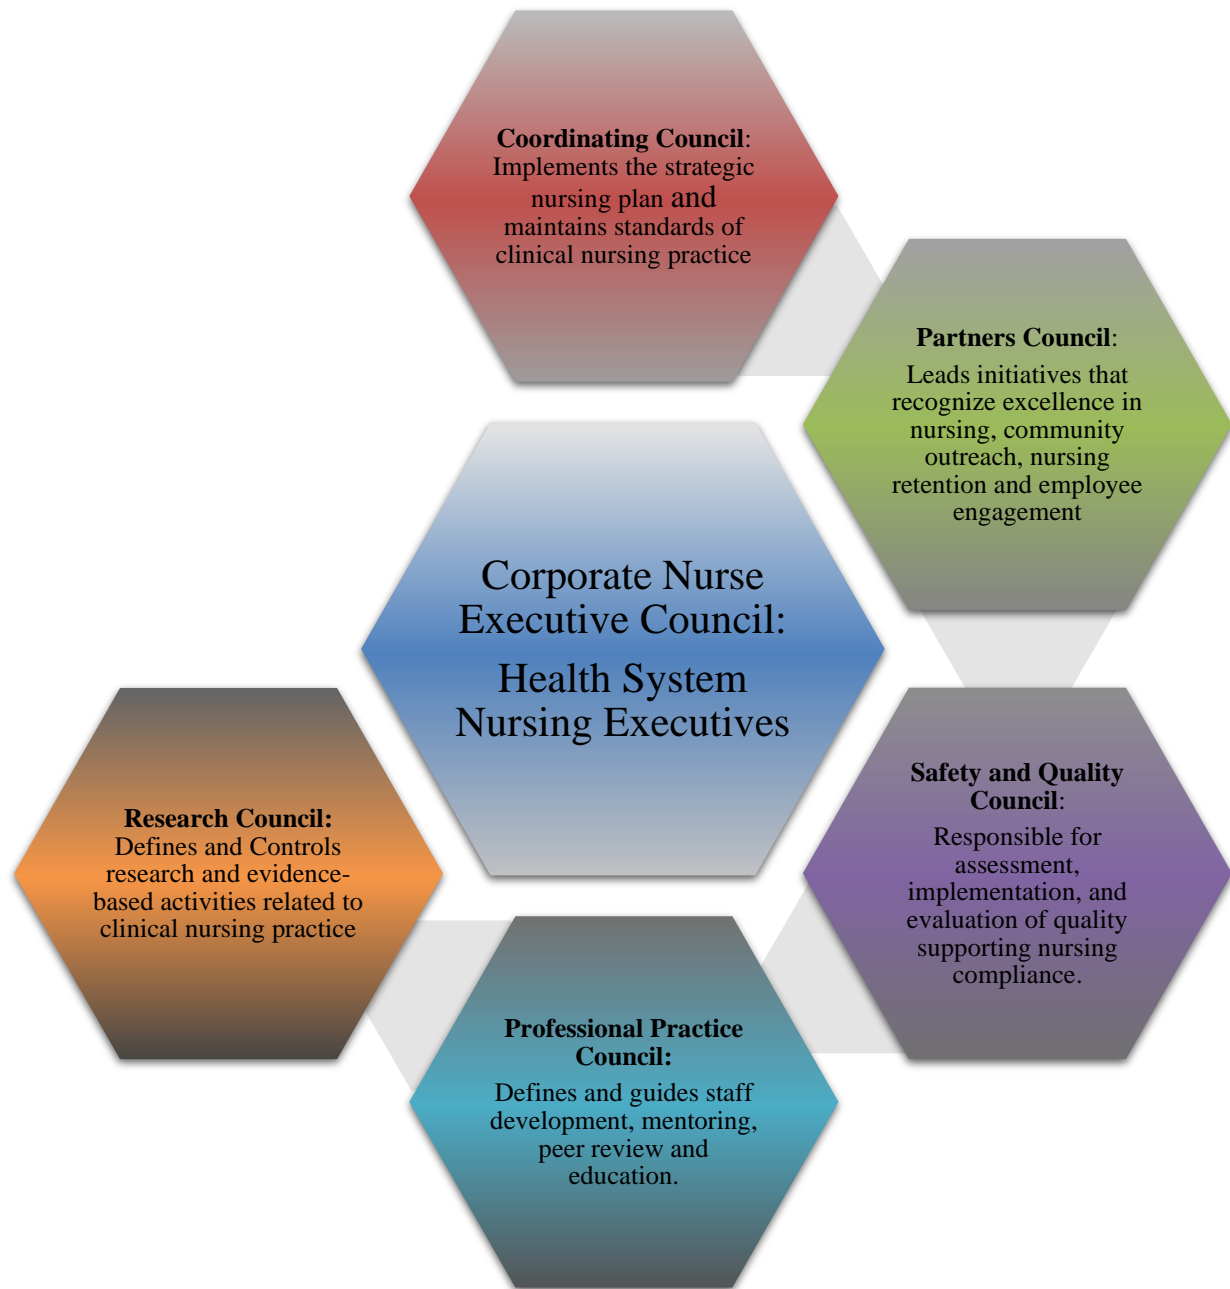 Coordinating Council:
Implements the strategic
nursing plan and
maintains standards of
clinical nursing practice
Partners Council:
Leads initiatives that
recognize excellence in
nursing, community
outreach, nursing
retention and employee
engagement
Corporate Nurse
Executive Council:
Health System
Nursing Executives
Safety and Quality
Council:
Responsible for
assessment,
implementation, and
evaluation of quality
supporting nursing
compliance.
Research Council:
Defines and Controls
research and evidence-
based activities related to
clinical nursing practice
Professional Practice
Council:
Defines and guides staff
development, mentoring,
peer review and
education.